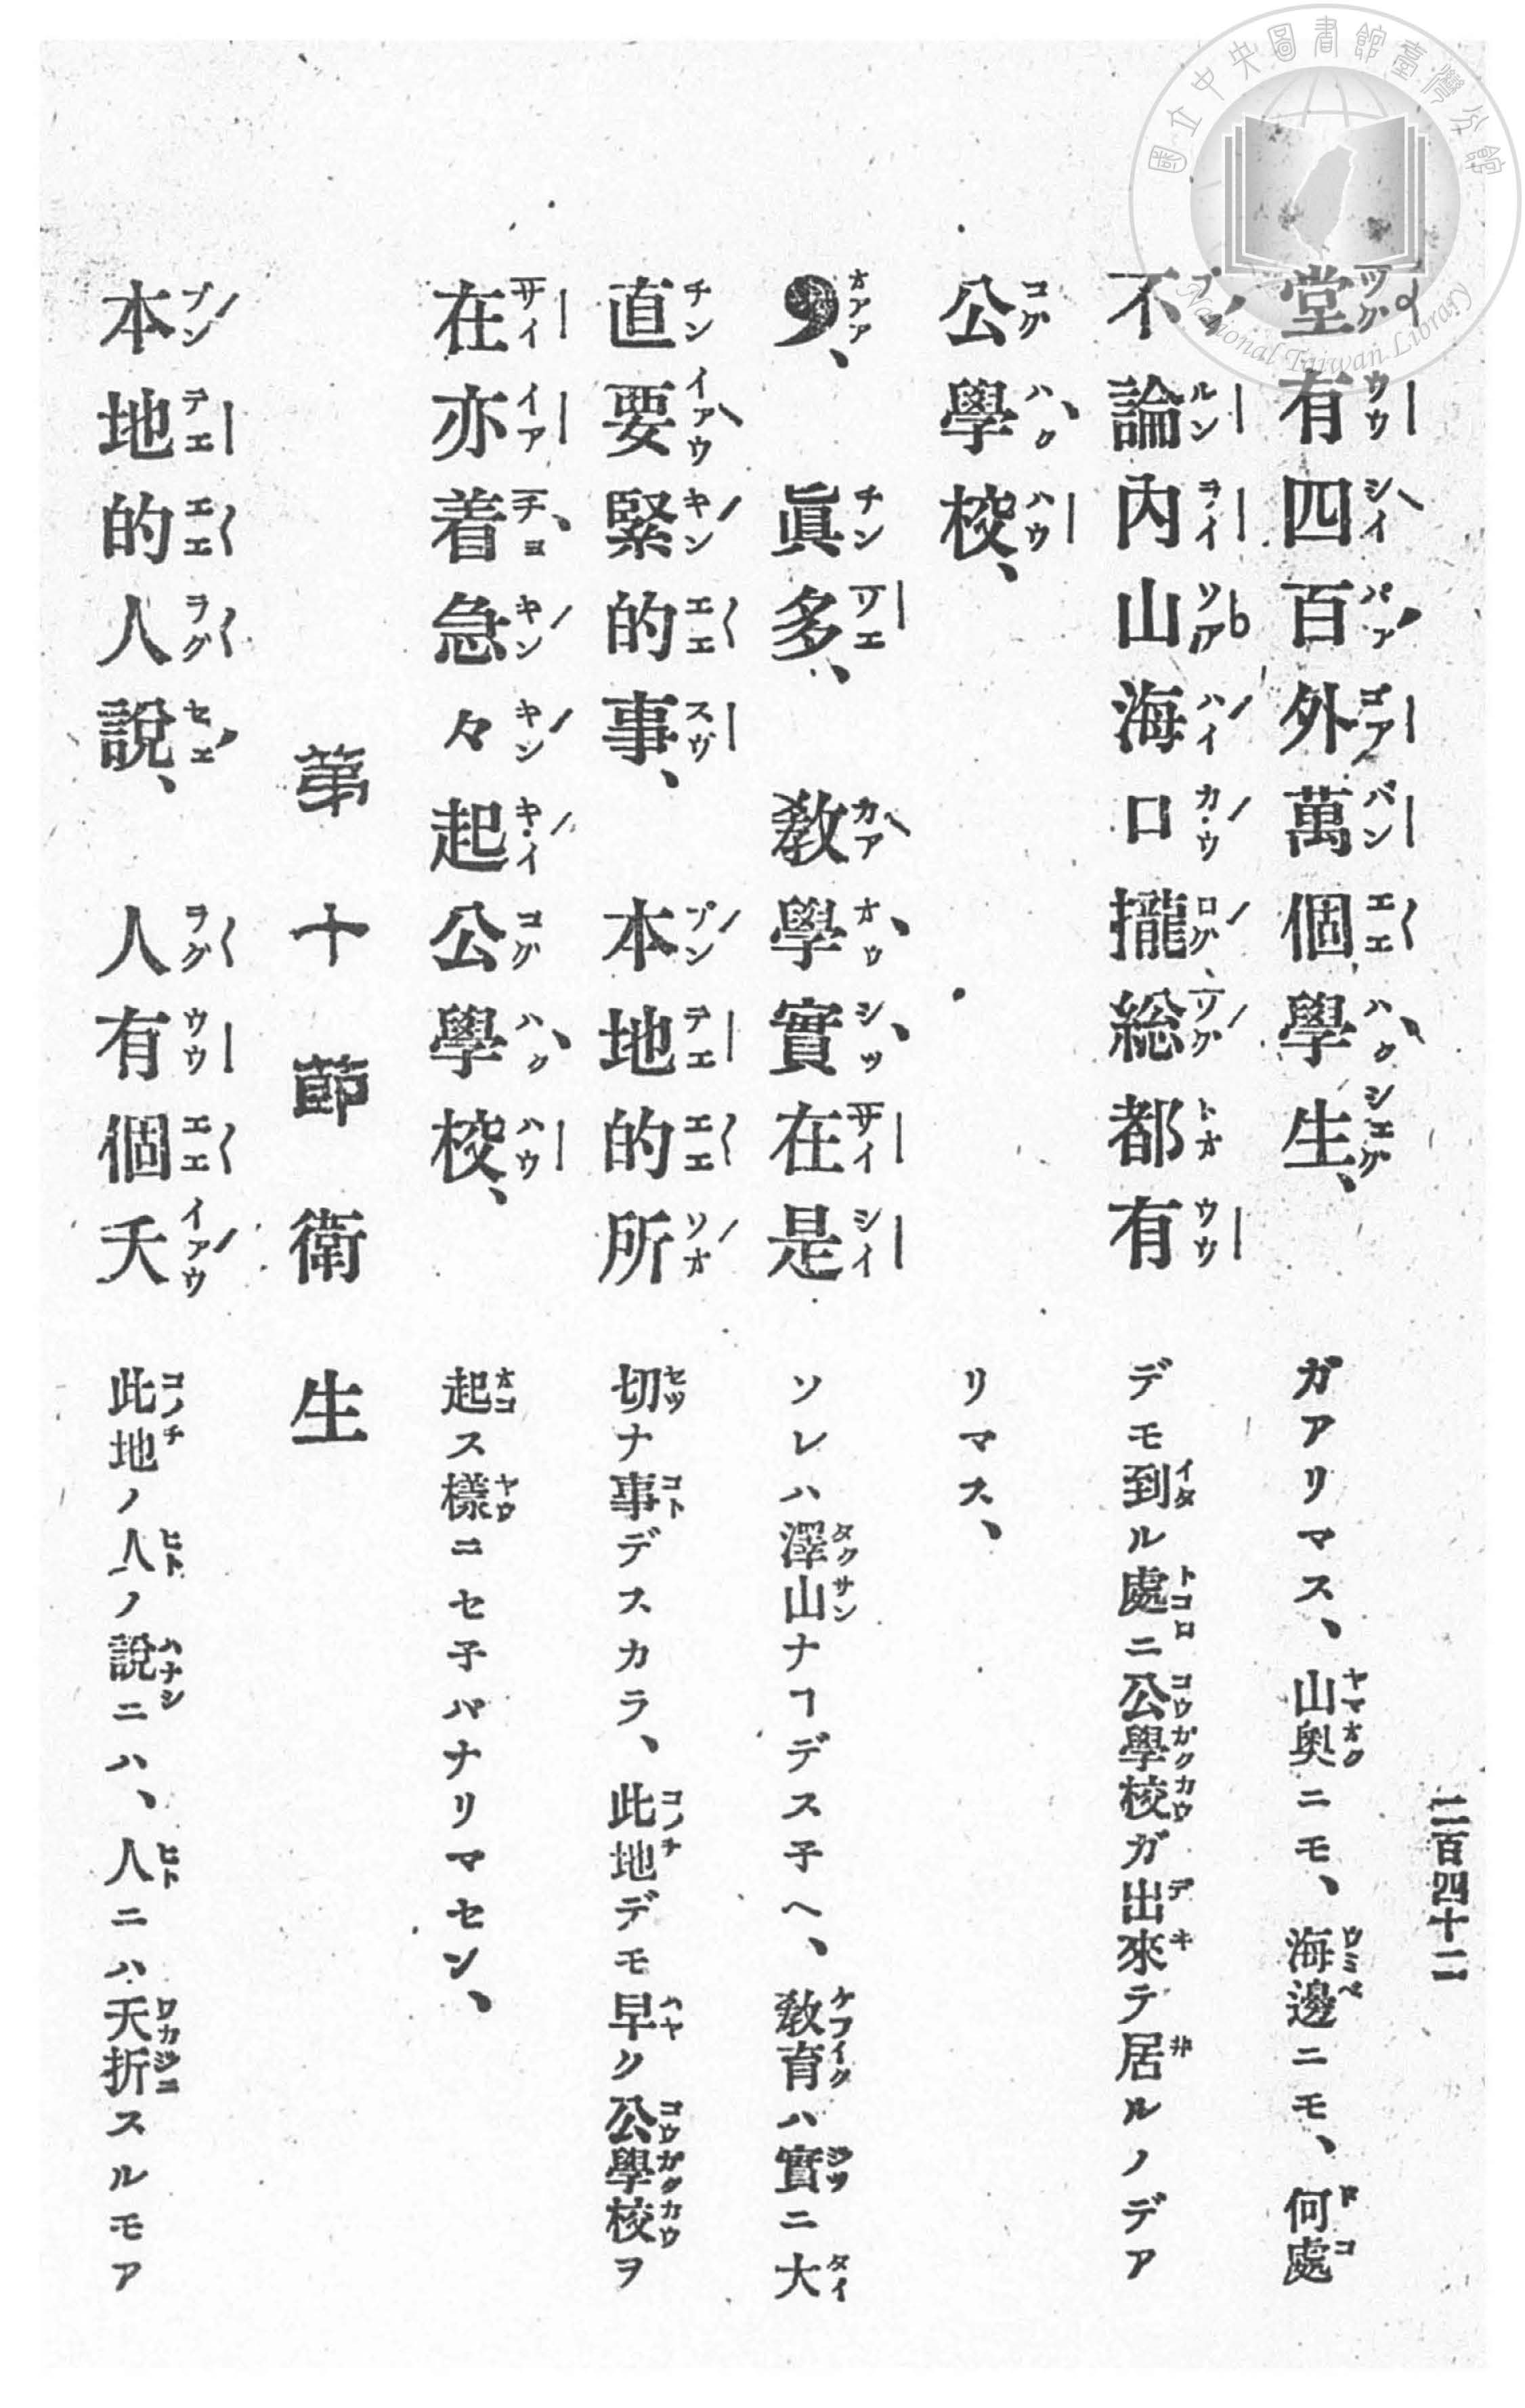 二百四十二
堂有四百外萬個學生、
不論內山海口攏総都有
公學校、
、眞多、教學實在是
直要緊的事、本地的所
在亦着急々起公學校、
第十節衛生
本地的人說、人有個夭
ガアリマス、山奥ニモ、海邊ニモ、何處
デモ到ル處ニ公學校ガ出來テ居ルノデア
リマス、
ソレハ澤山ナヿデス子ヘ、教育ハ實ニ大
切ナ事デスカラ、此地デモ早ク公學校ヲ
起ス樣ニセ子バナリマセン、
此地ノ人ノ說ニハ、人ニハ夭折スルモア
國立中央圖書館臺灣分館
National Taiwan Library